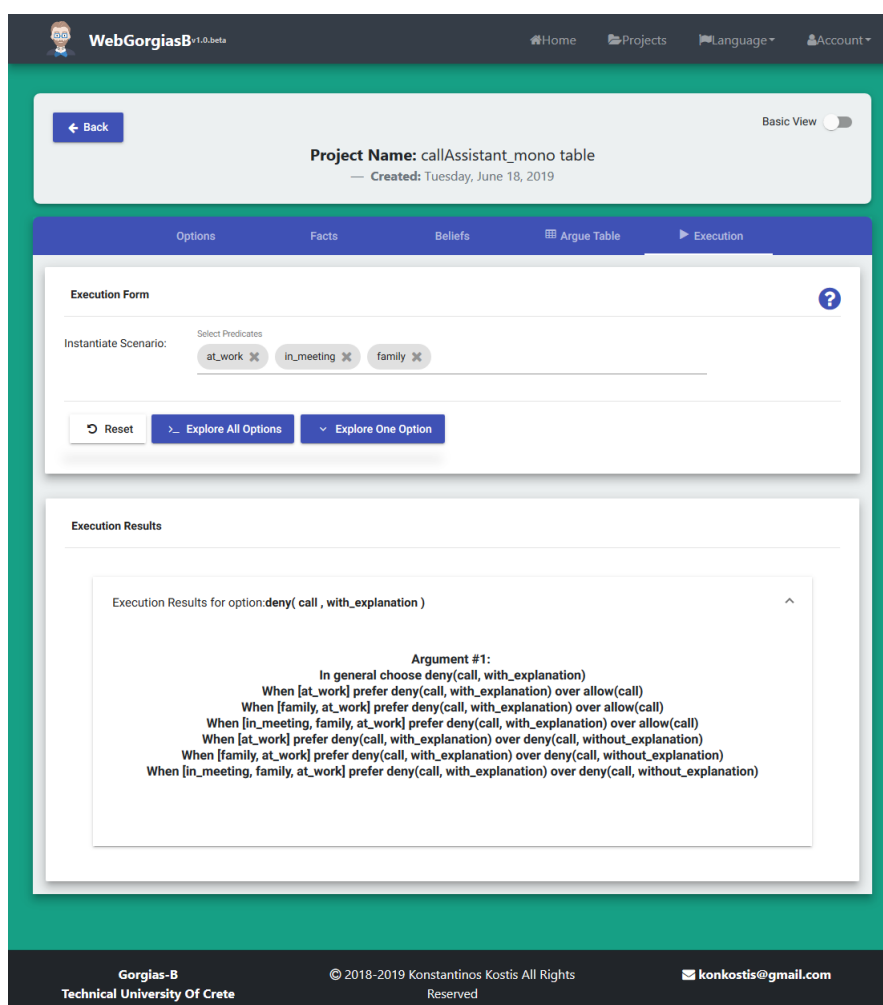 WebGorgiasB v1.0.beta
Home Projects Language Account
Back
Basic View
Project Name: callAssistant_mono table
— Created: Tuesday, June 18, 2019
Options Facts Beliefs Argue Table Execution
Execution Form
?
Instantiate Scenario:
Select Predicates
at_work in_meeting family
Reset >_ Explore All Options Explore One Option
Execution Results
Execution Results for option:deny( call , with_explanation )
Argument #1:
In general choose deny(call, with_explanation)
When [at_work] prefer deny(call, with_explanation) over allow(call)
When [family, at_work] prefer deny(call, with_explanation) over allow(call)
When [in_meeting, family, at_work] prefer deny(call, with_explanation) over allow(call)
When [at_work] prefer deny(call, with_explanation) over deny(call, without_explanation)
When [family, at_work] prefer deny(call, with_explanation) over deny(call, without_explanation)
When [in_meeting, family, at_work] prefer deny(call, with_explanation) over deny(call, without_explanation)
Gorgias-B
Technical University Of Crete
© 2018-2019 Konstantinos Kostis All Rights
Reserved
konkostis@gmail.com